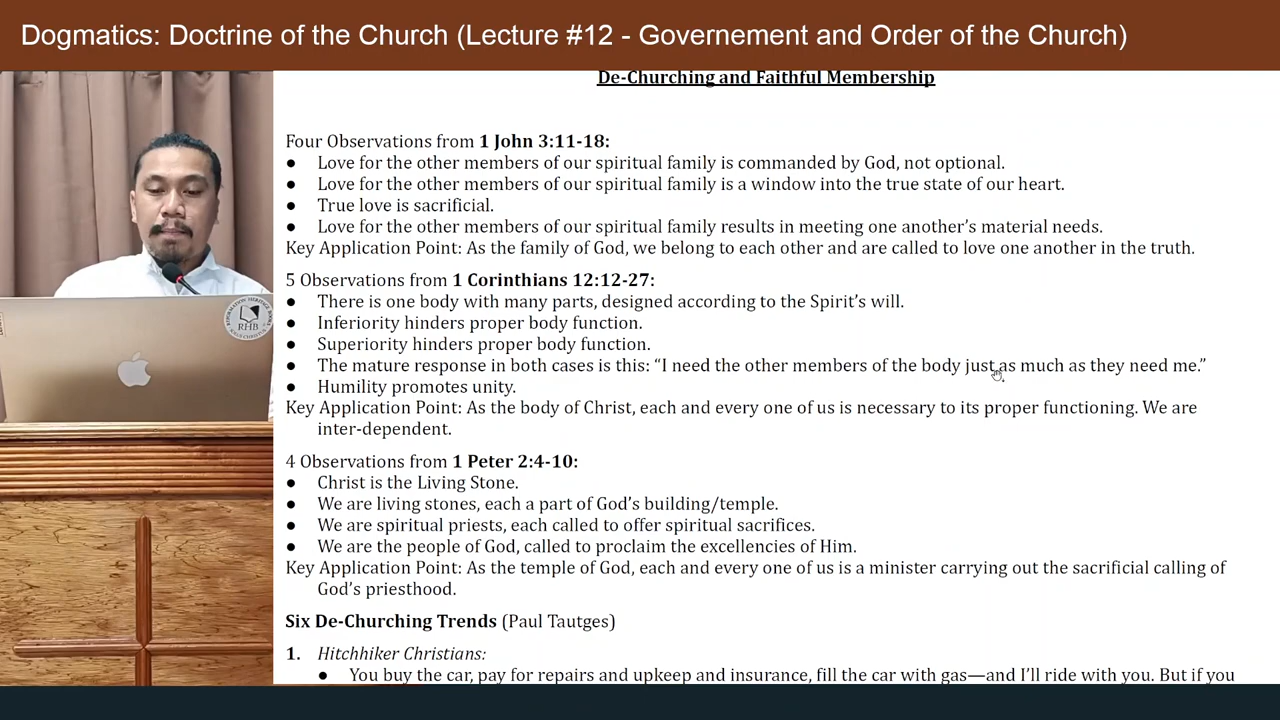 Dogmatics: Doctrine of the Church (Lecture #12 - Governement and Order of the Church)
De-Churching and Faithful Membership
Four Observations from 1 John 3:11-18:
● Love for the other members of our spiritual family is commanded by God, not optional.
● Love for the other members of our spiritual family is a window into the true state of our heart.
● True love is sacrificial.
● Love for the other members of our spiritual family results in meeting one another’s material needs.
Key Application Point: As the family of God, we belong to each other and are called to love one another in the truth.
5 Observations from 1 Corinthians 12:12-27:
● There is one body with many parts, designed according to the Spirit’s will.
● Inferiority hinders proper body function.
● Superiority hinders proper body function.
● The mature response in both cases is this: “I need the other members of the body just as much as they need me.”
● Humility promotes unity.
Key Application Point: As the body of Christ, each and every one of us is necessary to its proper functioning. We are
inter-dependent.
4 Observations from 1 Peter 2:4-10:
● Christ is the Living Stone.
● We are living stones, each a part of God’s building/temple.
● We are spiritual priests, each called to offer spiritual sacrifices.
● We are the people of God, called to proclaim the excellencies of Him.
Key Application Point: As the temple of God, each and every one of us is a minister carrying out the sacrificial calling of
God’s priesthood.
Six De-Churching Trends (Paul Tautges)
1. Hitchhiker Christians:
● You buy the car, pay for repairs and upkeep and insurance, fill the car with gas—and I’ll ride with you. But if you
RHB